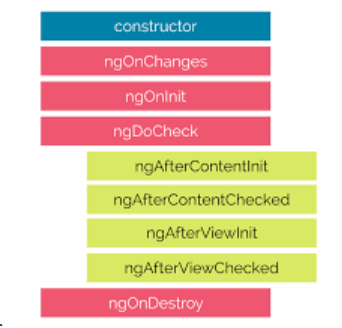 constructor
ngOnChanges
ngOnInit
ngDoCheck
ngAfterContentInit
ngAfterContentChecked
ngAfterViewInit
ngAfterViewChecked
ngOnDestroy